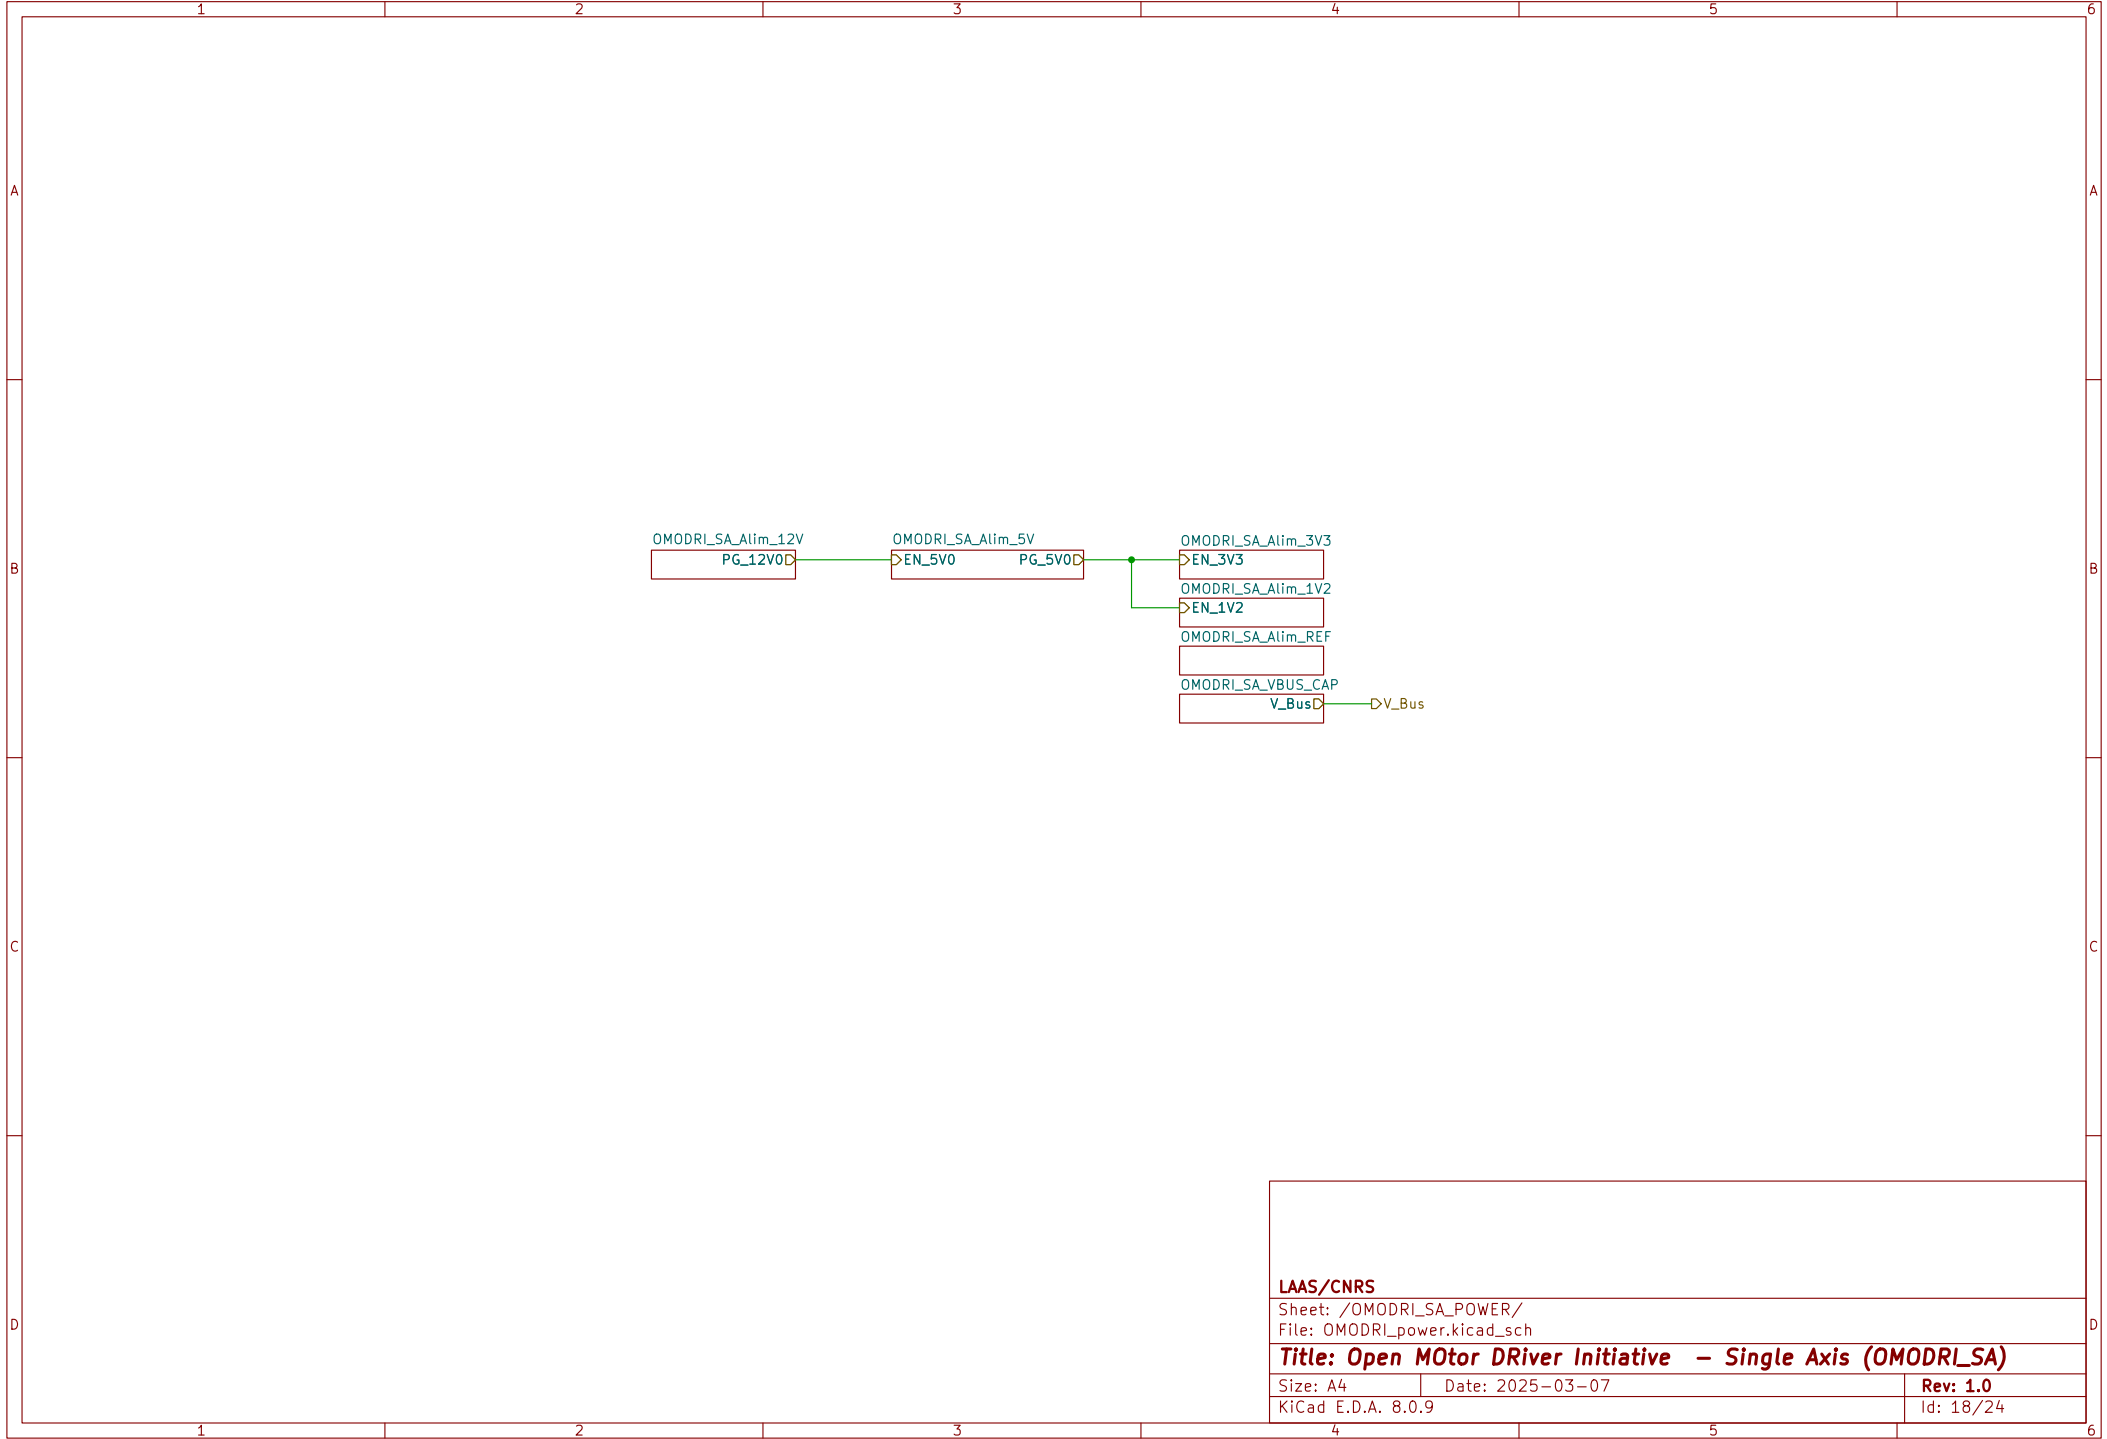 1 2 3 4 5 6
A A
OMODRI_SA_Alim_12V OMODRI_SA_Alim_5V OMODRI_SA_Alim_3V3
PG_12V0 EN_5V0 PG_5V0 EN_3V3
B B
OMODRI_SA_Alim_1V2
EN_1V2
OMODRI_SA_Alim_REF
OMODRI_SA_VBUS_CAP
V_Bus V_Bus
C C
LAAS/CNRS
Sheet: /OMODRI_SA_POWER/
D D
File: OMODRI_power.kicad_sch
Title: Open MOtor DRiver Initiative – Single Axis (OMODRI_SA)
Size: A4 Date: 2025-03-07 Rev: 1.0
KiCad E.D.A. 8.0.9 Id: 18/24
1 2 3 4 5 6